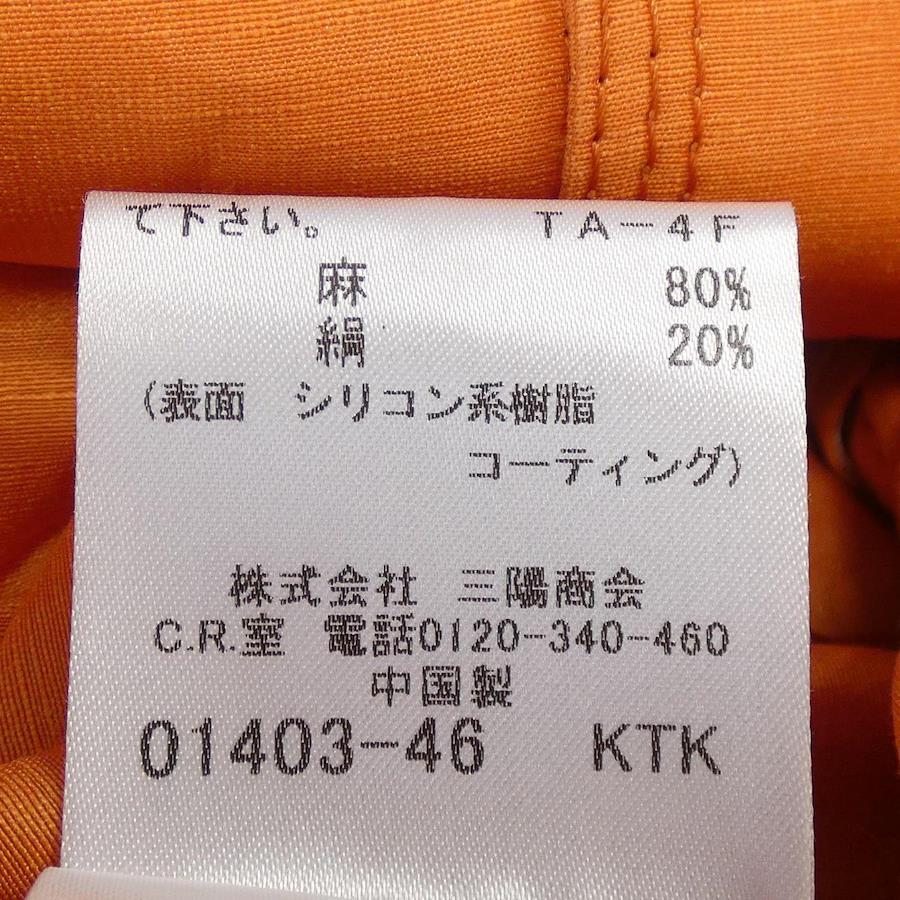 て下さい。 TA-4F
麻 80%
絹 20%
(表面 シリコン系樹脂
コーティング)
株式会社 三陽商会
C.R.室 電話0120-340-460
中国製
01403-46 KTK